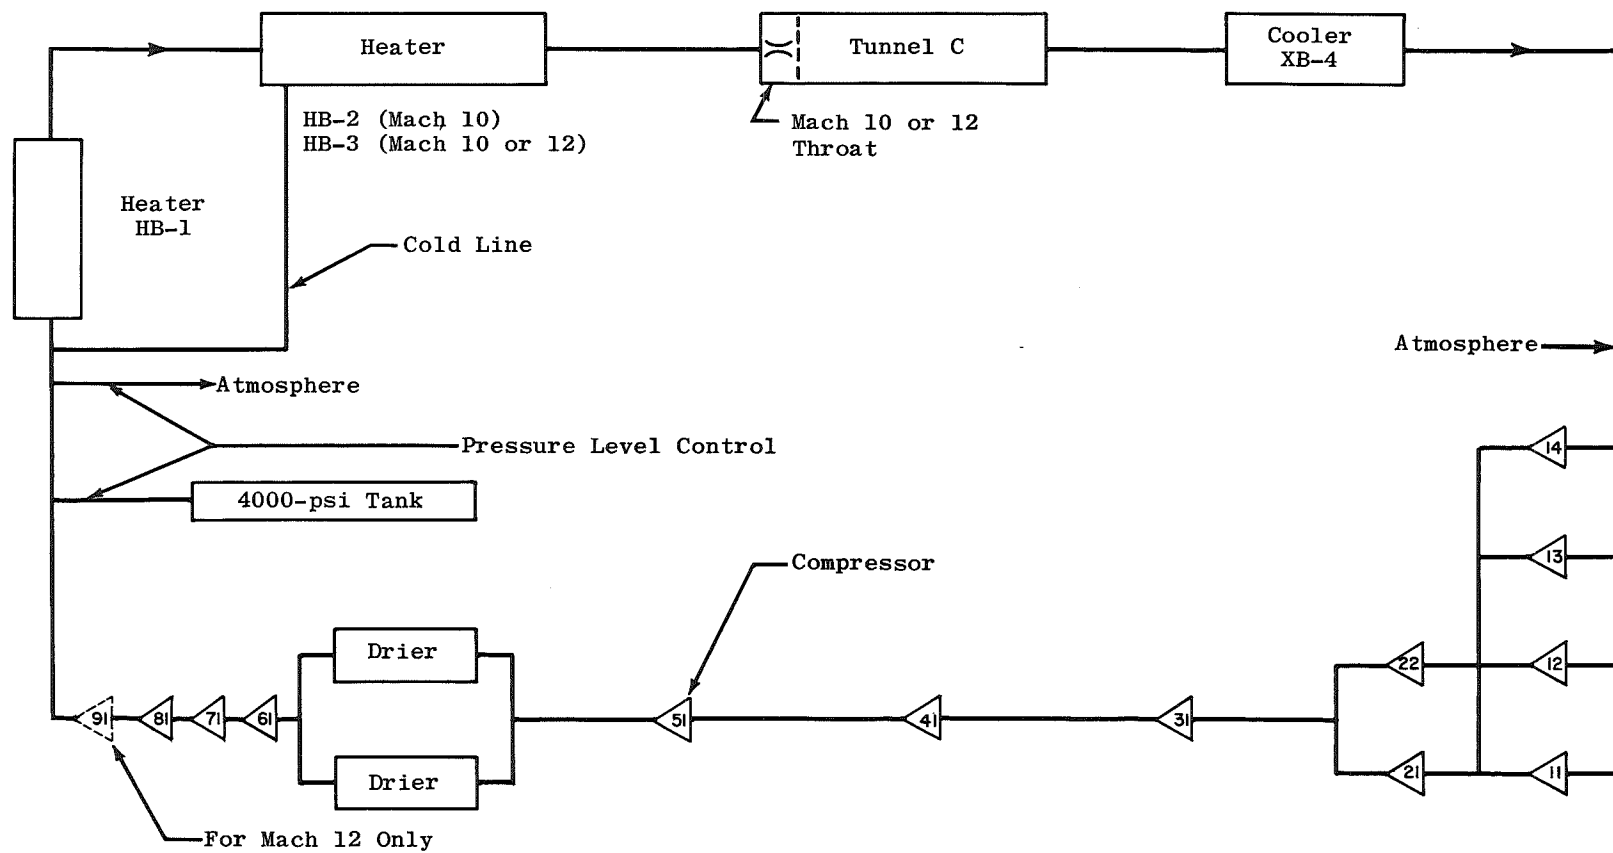 Heater
Tunnel C
Cooler
XB-4
HB-2 (Mach 10)
HB-3 (Mach 10 or 12)
Mach 10 or 12
Throat
Heater
HB-1
Cold Line
Atmosphere
Atmosphere
Pressure Level Control
4000-psi Tank
14
13
Compressor
Drier
22
12
91
81
71
61
51
41
31
21
11
Drier
For Mach 12 Only